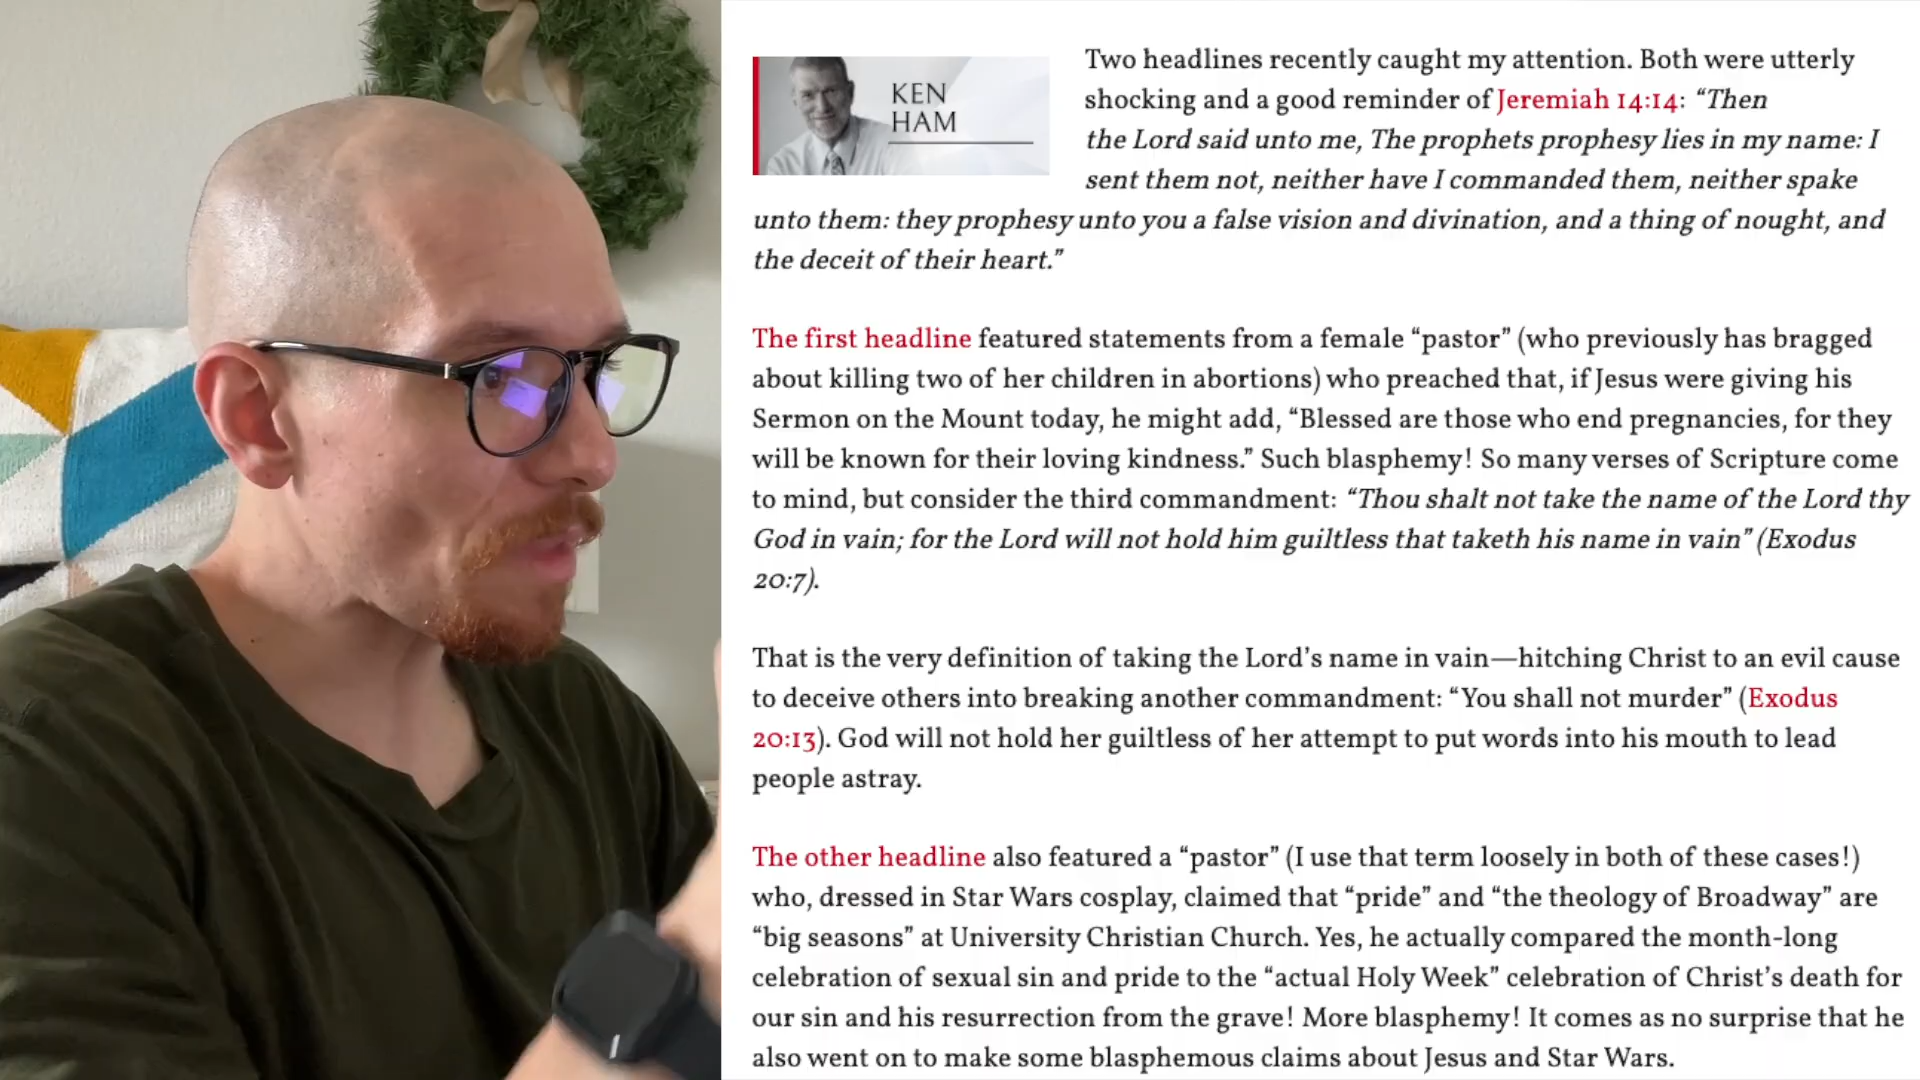 KEN
HAM
Two headlines recently caught my attention. Both were utterly
shocking and a good reminder of Jeremiah 14:14: “Then
the Lord said unto me, The prophets prophesy lies in my name: I
sent them not, neither have I commanded them, neither spake
unto them: they prophesy unto you a false vision and divination, and a thing of nought, and
the deceit of their heart.”
The first headline featured statements from a female “pastor” (who previously has bragged
about killing two of her children in abortions) who preached that, if Jesus were giving his
Sermon on the Mount today, he might add, “Blessed are those who end pregnancies, for they
will be known for their loving kindness.” Such blasphemy! So many verses of Scripture come
to mind, but consider the third commandment: “Thou shalt not take the name of the Lord thy
God in vain; for the Lord will not hold him guiltless that taketh his name in vain” (Exodus
20:7).
That is the very definition of taking the Lord’s name in vain—hitching Christ to an evil cause
to deceive others into breaking another commandment: “You shall not murder” (Exodus
20:13). God will not hold her guiltless of her attempt to put words into his mouth to lead
people astray.
The other headline also featured a “pastor” (I use that term loosely in both of these cases!)
who, dressed in Star Wars cosplay, claimed that “pride” and “the theology of Broadway” are
“big seasons” at University Christian Church. Yes, he actually compared the month-long
celebration of sexual sin and pride to the “actual Holy Week” celebration of Christ’s death for
our sin and his resurrection from the grave! More blasphemy! It comes as no surprise that he
also went on to make some blasphemous claims about Jesus and Star Wars.